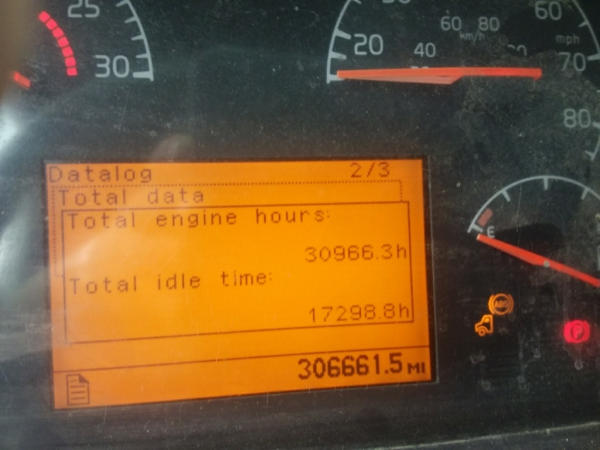 25
30
20
40
60 80
km/h
60
mph
70
80
Datalog 2/3
Total data
Total engine hours:
30966.3h
Total idle time:
17298.8h
306661.5 MI
E
ABS
P